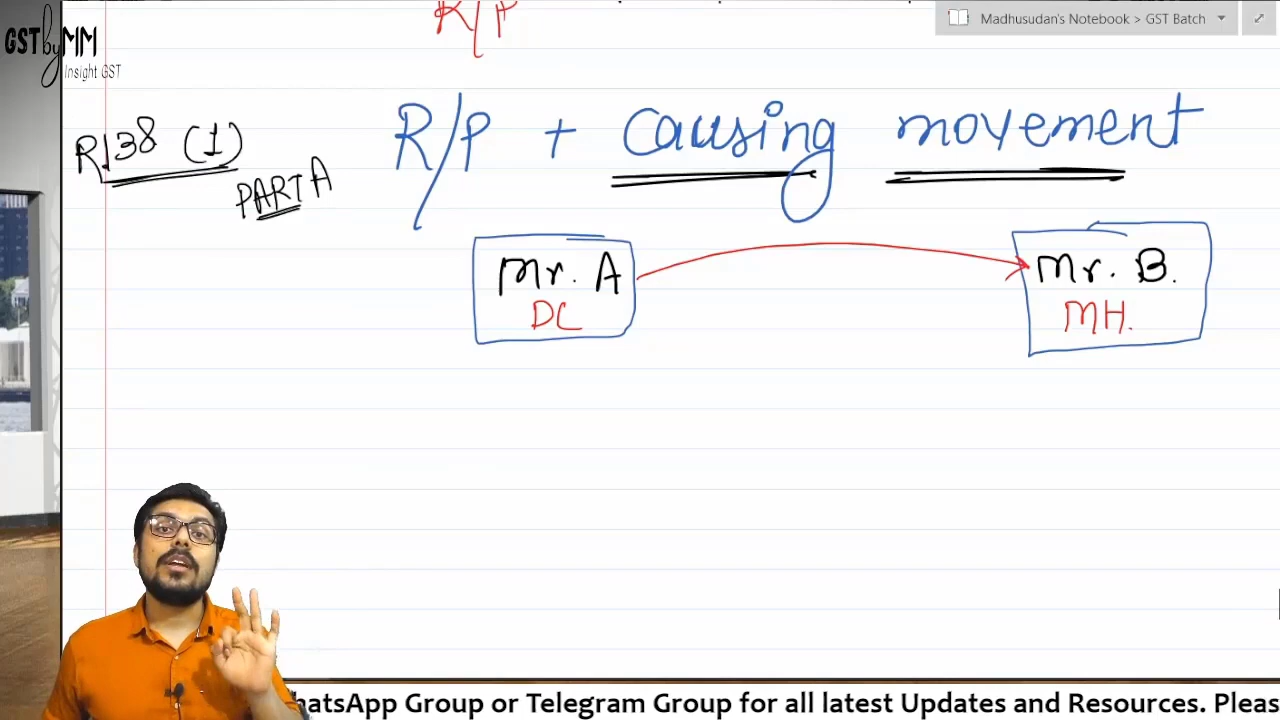 R/P
Madhusudan's Notebook > GST Batch
GST by MM
Insight GST
R138 (1)
PART A
R/P + causing movement
Mr. A
DC
Mr. B.
MH.
hatsApp Group or Telegram Group for all latest Updates and Resources. Pleas